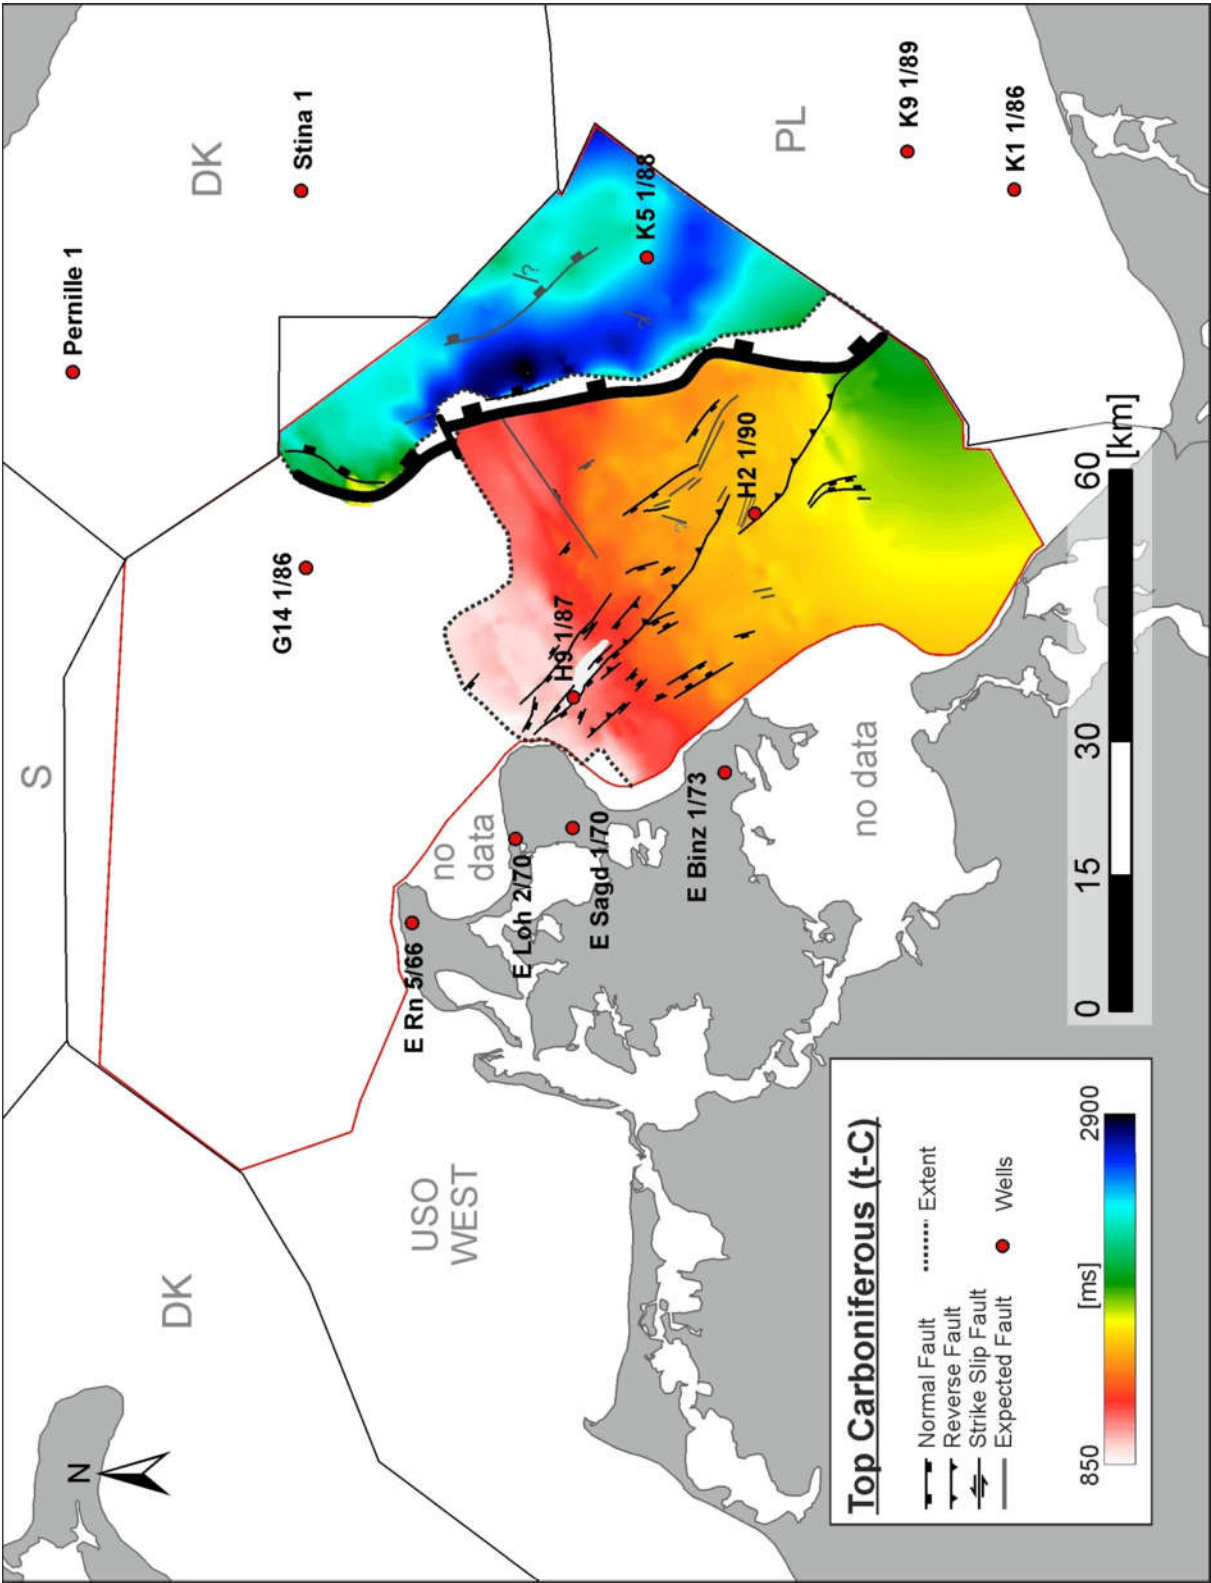 N
DK
S
DK
PL
USO
WEST
no
data
no data
Pernille 1
Stina 1
G14 1/86
K5 1/88
K9 1/89
K1 1/86
H2 1/90
H9 1/87
E Rn 5/66
E Loh 2/70
E Sagd 1/70
E Binz 1/73
?
?
?
Top Carboniferous (t-C)
Normal Fault
Reverse Fault
Strike Slip Fault
Expected Fault
Extent
Wells
850 [ms] 2900
0 15 30 60
[km]